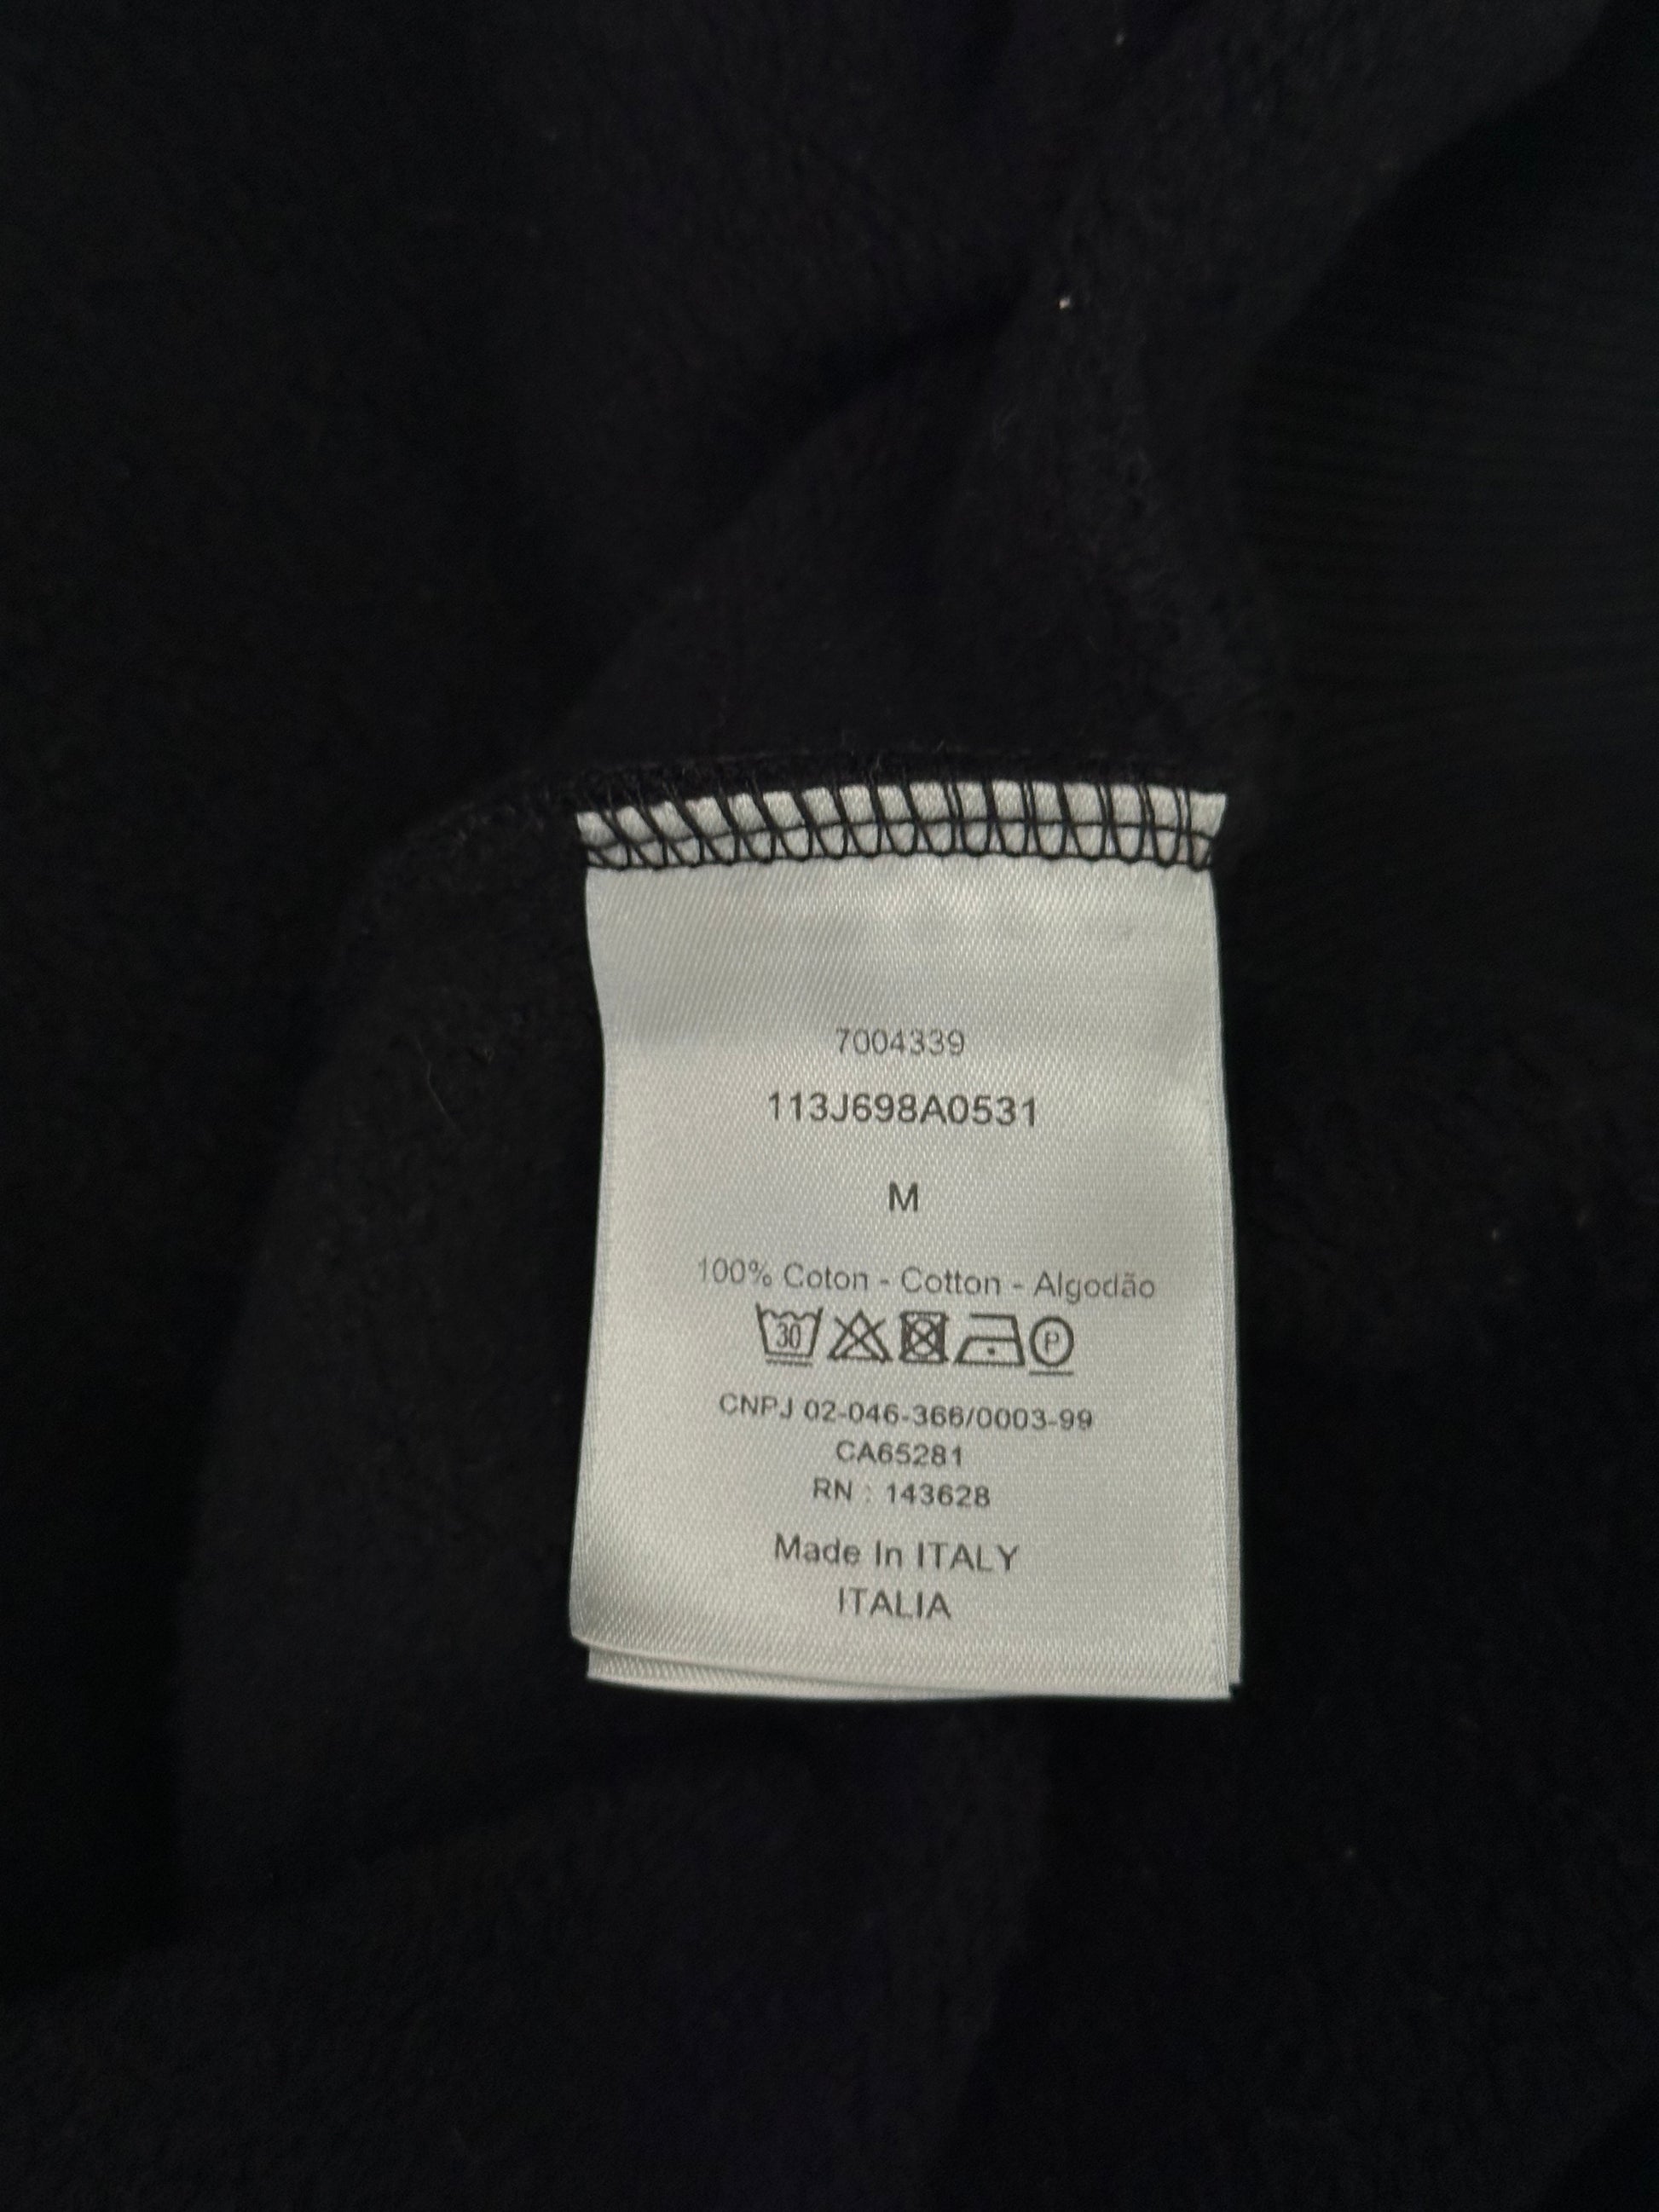 7004339
113J698A0531
M
100% Coton - Cotton - Algodão
30 P
CNPJ 02-046-366/0003-99
CA65281
RN : 143628
Made In ITALY
ITALIA